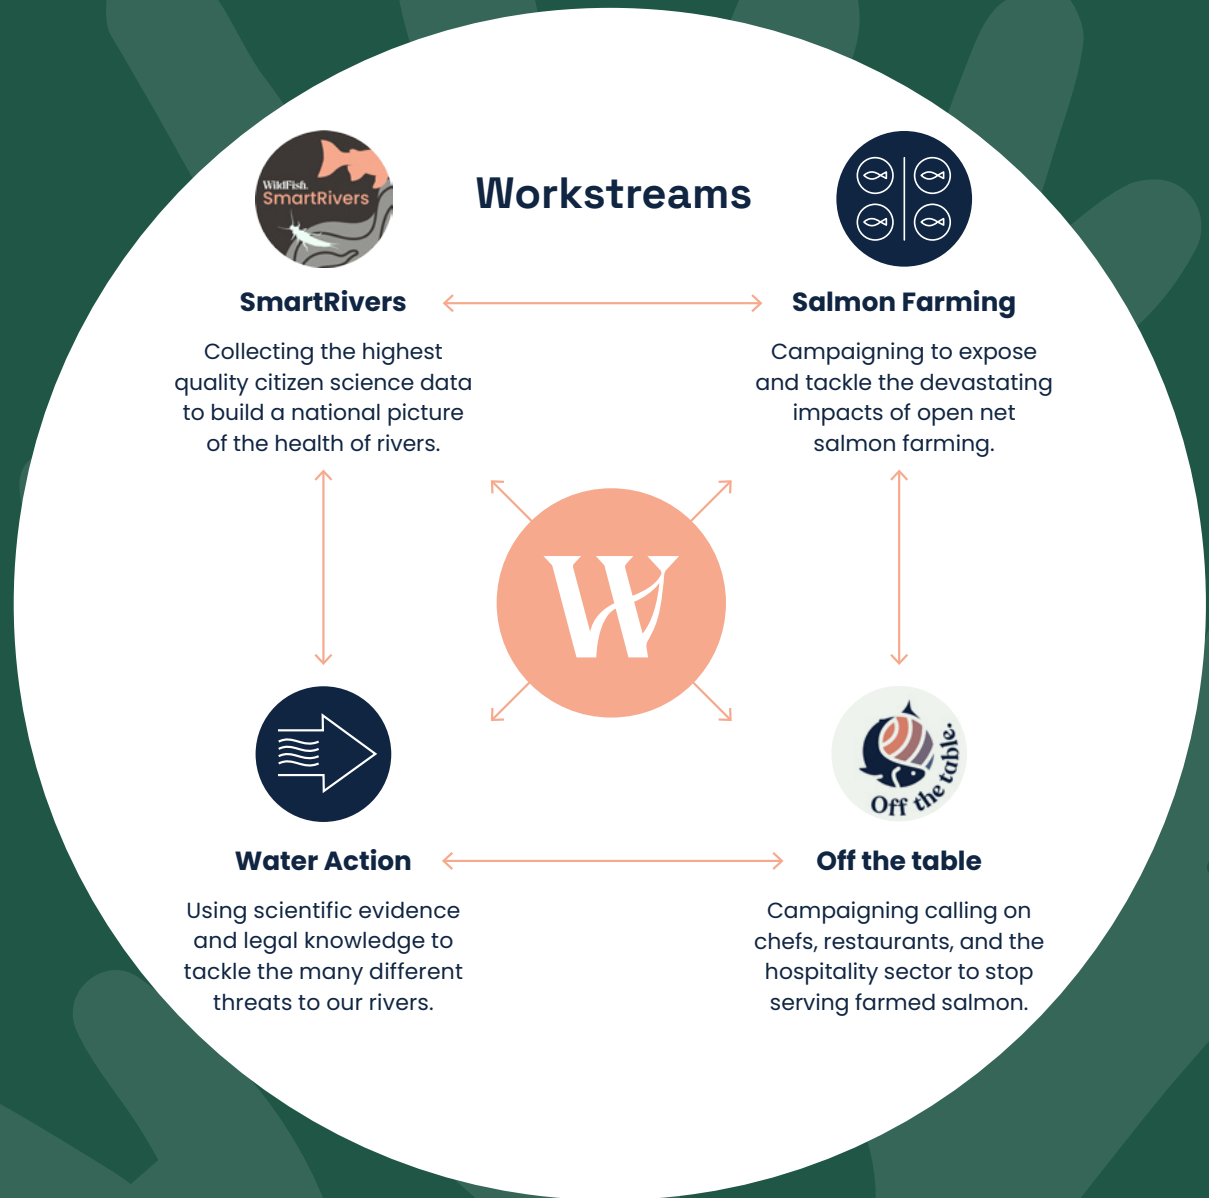 Workstreams
WildFish.
SmartRivers
SmartRivers
Collecting the highest
quality citizen science data
to build a national picture
of the health of rivers.
Salmon Farming
Campaigning to expose
and tackle the devastating
impacts of open net
salmon farming.
W
Water Action
Using scientific evidence
and legal knowledge to
tackle the many different
threats to our rivers.
Off the table.
Off the table
Campaigning calling on
chefs, restaurants, and the
hospitality sector to stop
serving farmed salmon.